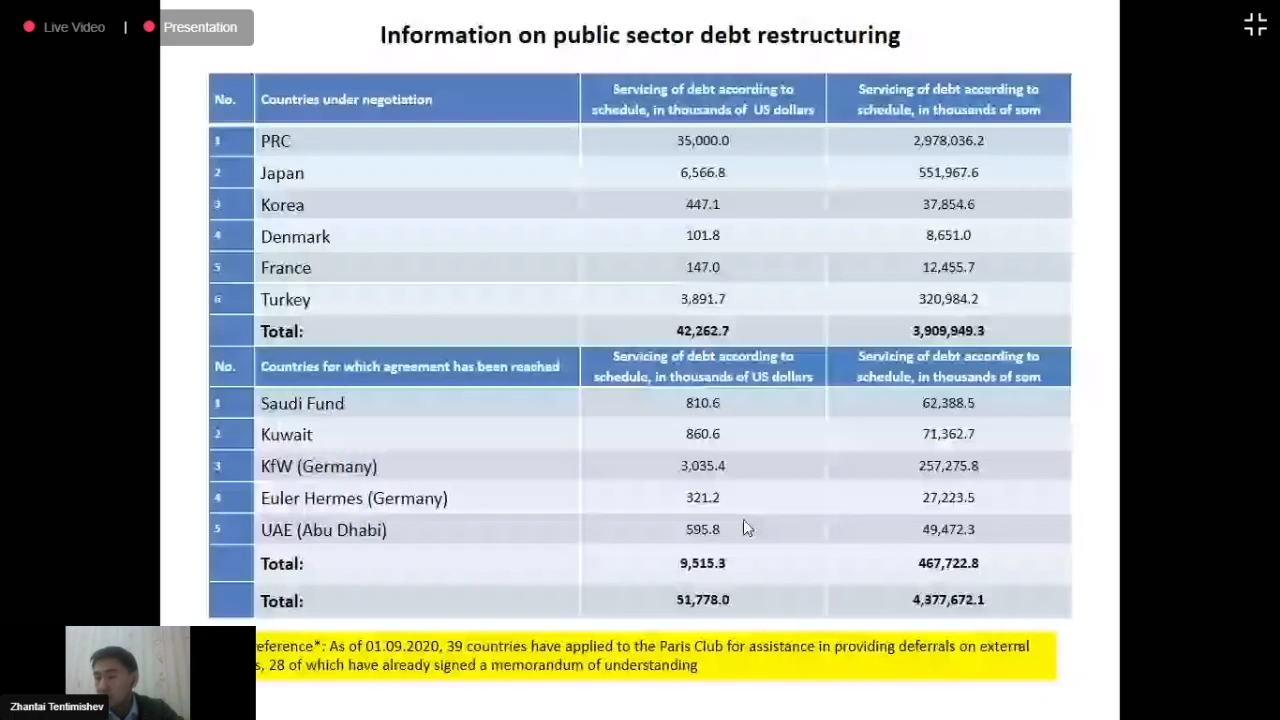 Live Video | Presentation
Information on public sector debt restructuring
No. Countries under negotiation Servicing of debt according to schedule, in thousands of US dollars Servicing of debt according to schedule, in thousands of som
1 PRC 35,000.0 2,978,036.2
2 Japan 6,566.8 551,967.6
3 Korea 447.1 37,854.6
4 Denmark 101.8 8,651.0
5 France 147.0 12,455.7
6 Turkey 3,891.7 320,984.2
Total: 42,262.7 3,909,949.3
No. Countries for which agreement has been reached Servicing of debt according to schedule, in thousands of US dollars Servicing of debt according to schedule, in thousands of som
1 Saudi Fund 810.6 62,388.5
2 Kuwait 860.6 71,362.7
3 KfW (Germany) 3,035.4 257,275.8
4 Euler Hermes (Germany) 321.2 27,223.5
5 UAE (Abu Dhabi) 595.8 49,472.3
Total: 9,515.3 467,722.8
Total: 51,778.0 4,377,672.1
eference*: As of 01.09.2020, 39 countries have applied to the Paris Club for assistance in providing deferrals on external
s, 28 of which have already signed a memorandum of understanding
Zhantai Tentimishev